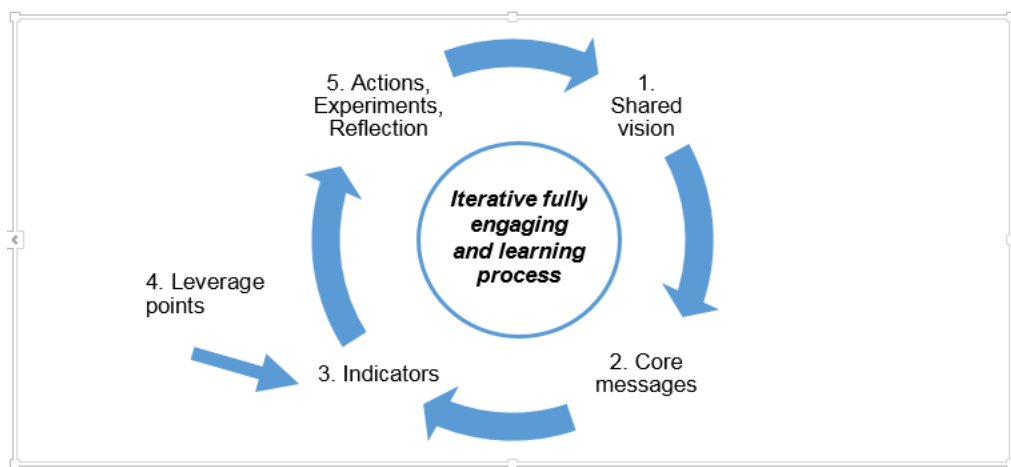 5. Actions,
Experiments,
Reflection
1.
Shared
vision
Iterative fully
engaging
and learning
process
4. Leverage
points
3. Indicators
2. Core
messages